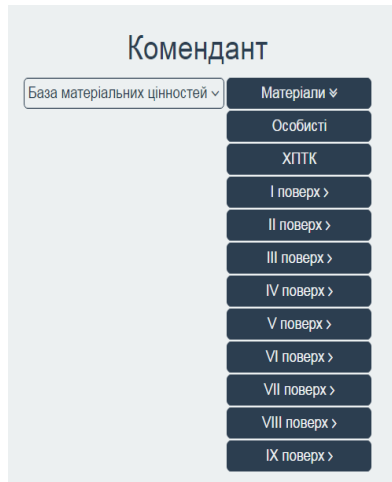 Комендант
База матеріальних цінностей
Матеріали
Особисті
ХПТК
І поверх
ІІ поверх
ІІІ поверх
IV поверх
V поверх
VI поверх
VII поверх
VIII поверх
IX поверх